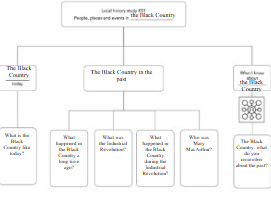 Local history study KS1
People, places and events in the Black Country
The Black
Country
today
The Black Country in the
past
What I know
about
the Black
Country
What is the
Black
Country like
today?
What
happened in
the Black
Country a
long time
ago?
What was
the Industrial
Revolution?
What
happened in
the Black
Country
during the
Industrial
Revolution?
Who was
Mary
MacArthur?
The Black
Country: what
do you
remember
about the past?